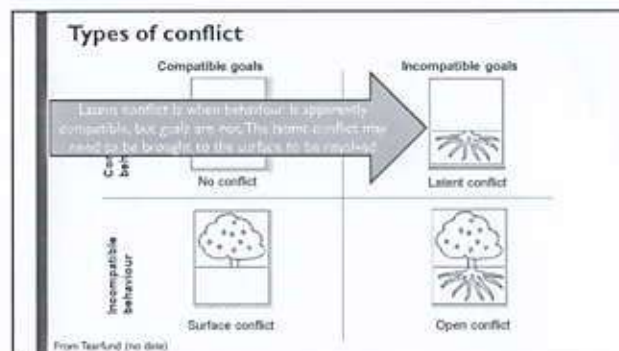 Types of conflict
Compatible goals
Incompatible goals
Latent conflict is when behaviour is apparently
compatible, but goals are not. The latent conflict may
need to be brought to the surface to be resolved
No conflict
Latent conflict
Incompatible
behaviour
Surface conflict
Open conflict
From Tearfund (no date)